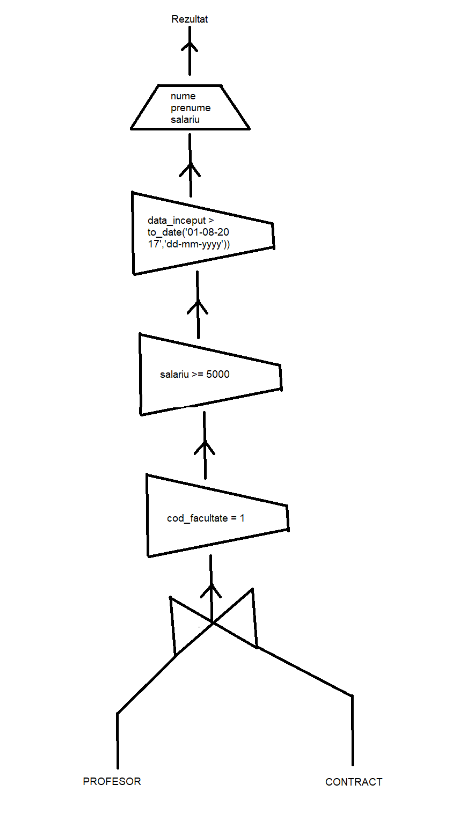 Rezultat
nume
prenume
salariu
data_inceput >
to_date('01-08-20
17','dd-mm-yyyy'))
salariu >= 5000
cod_facultate = 1
PROFESOR
CONTRACT